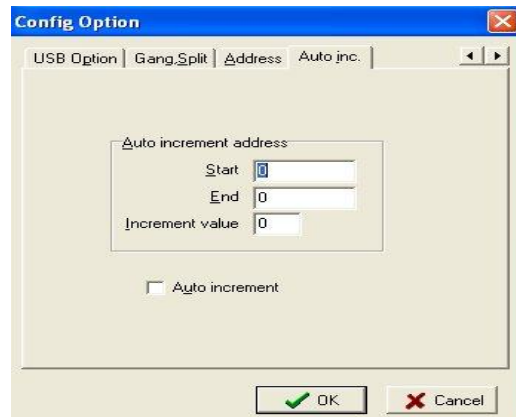 Config Option
USB Option Gang,Split Address Auto inc.
Auto increment address
Start 0
End 0
Increment value 0
Auto increment
OK Cancel